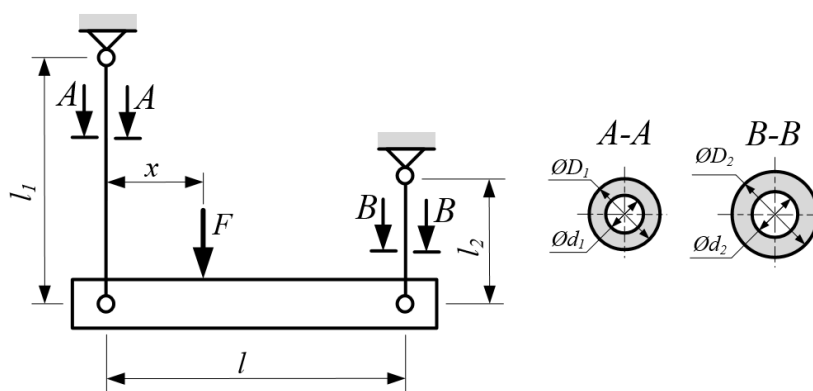 A A
l₁
x
F
B B
l₂
l
A-A
ØD₁
Ød₁
B-B
ØD₂
Ød₂